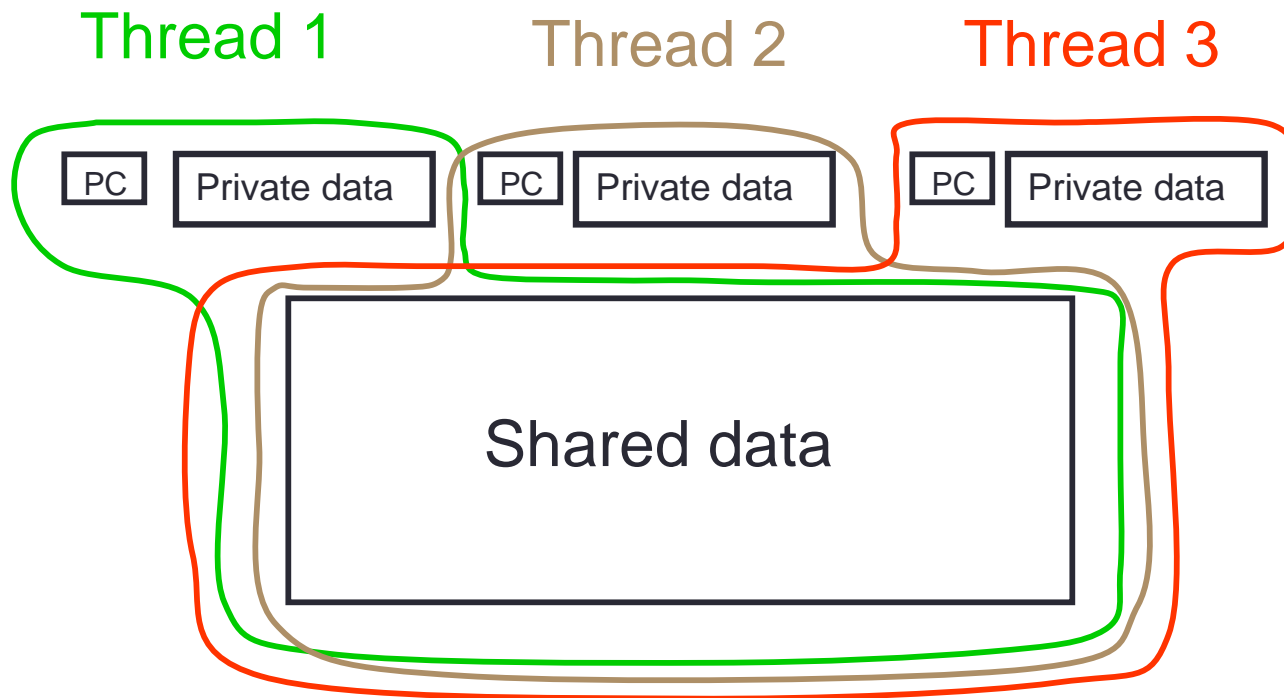 Thread 1 Thread 2 Thread 3
PC Private data PC Private data PC Private data
Shared data